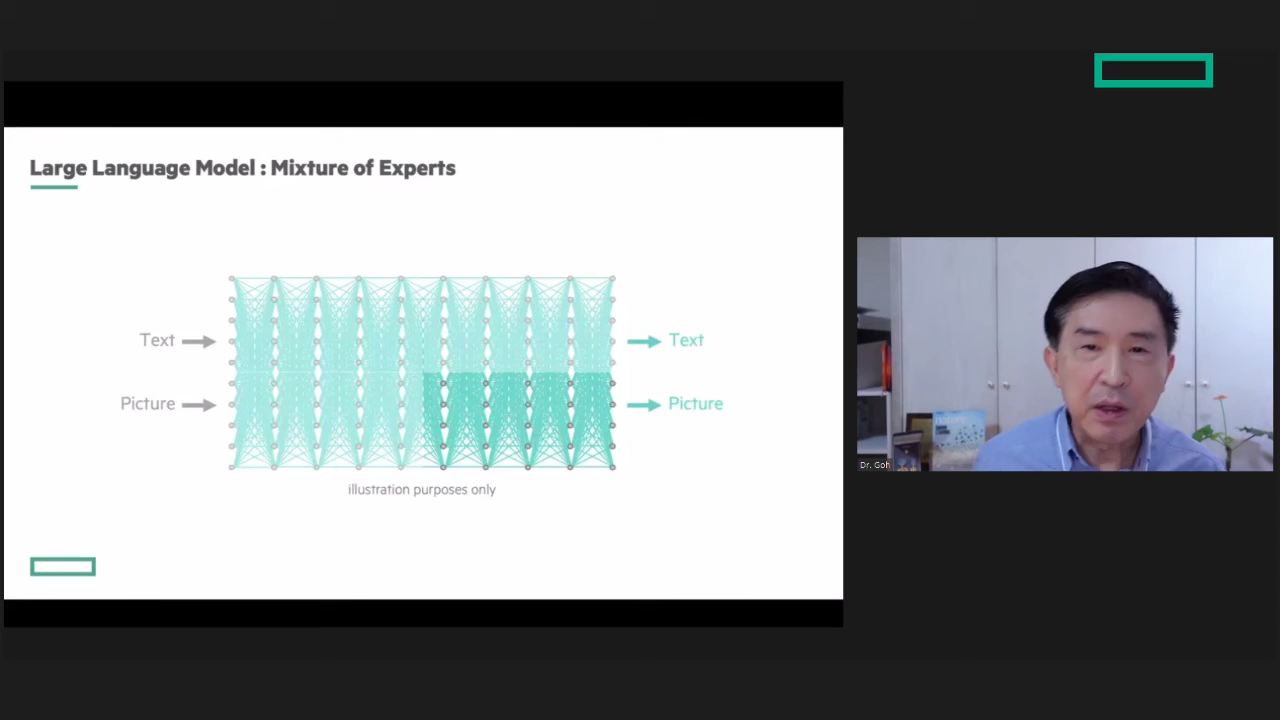 Large Language Model : Mixture of Experts
Text
Text
Picture
Picture
illustration purposes only
Dr. Goh